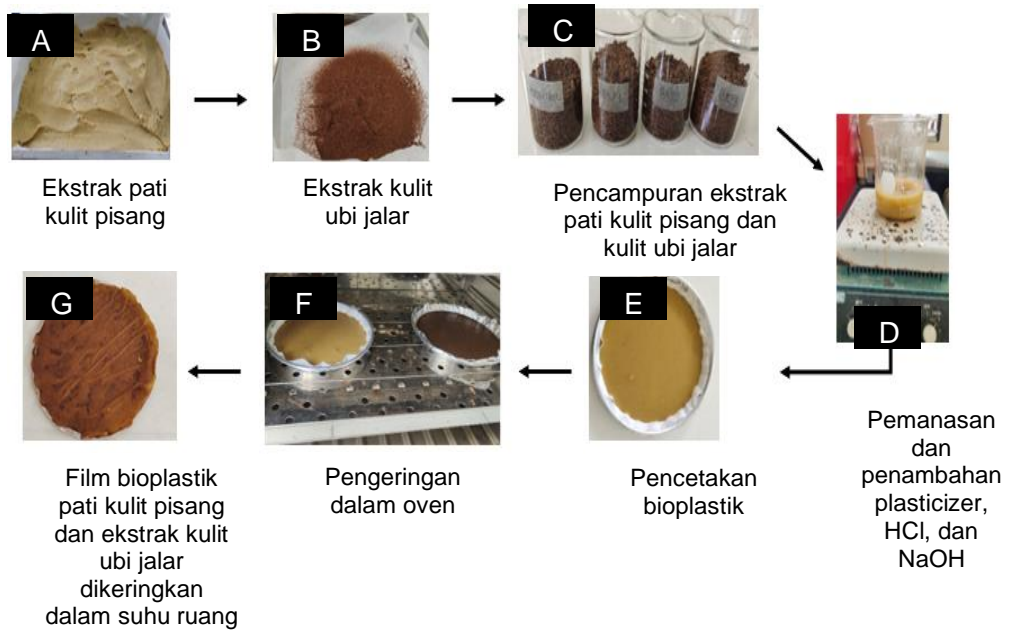 A
B
C
Ekstrak pati
kulit pisang
Ekstrak kulit
ubi jalar
Pencampuran ekstrak
pati kulit pisang dan
kulit ubi jalar
D
Pemanasan
dan
penambahan
plasticizer,
HCl, dan
NaOH
E
Pencetakan
bioplastik
F
Pengeringan
dalam oven
G
Film bioplastik
pati kulit pisang
dan ekstrak kulit
ubi jalar
dikeringkan
dalam suhu ruang